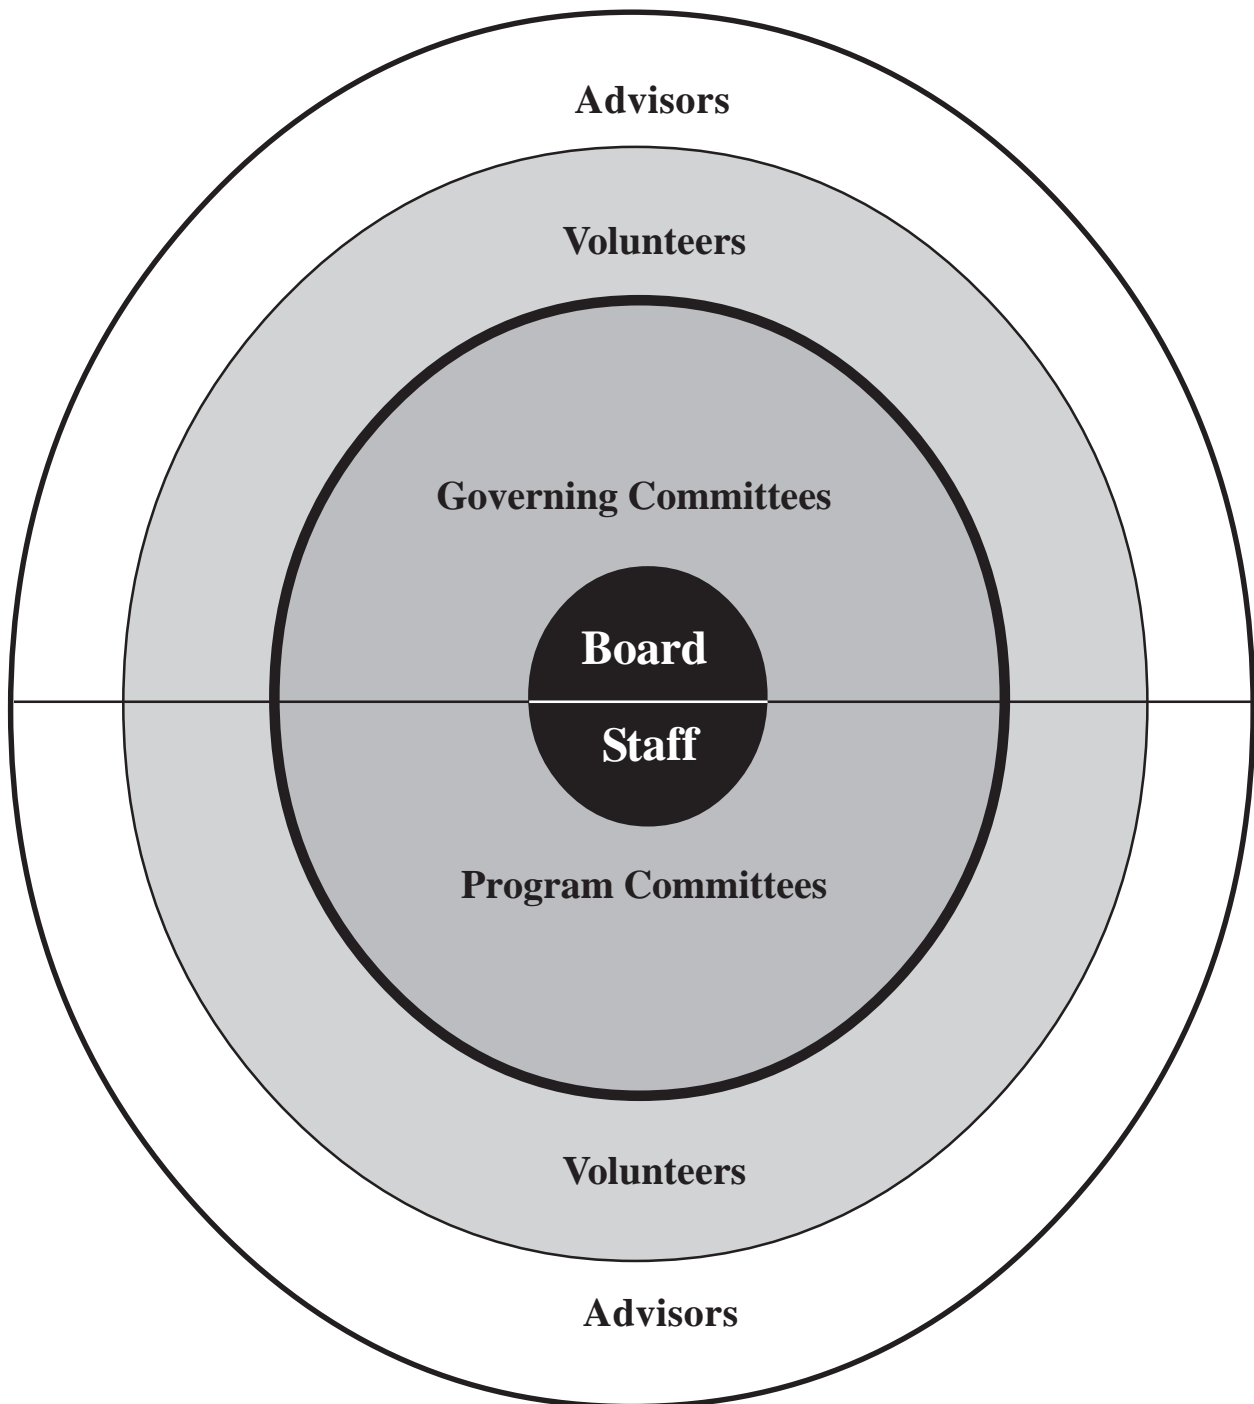 Advisors
Volunteers
Governing Committees
Board
Staff
Program Committees
Volunteers
Advisors